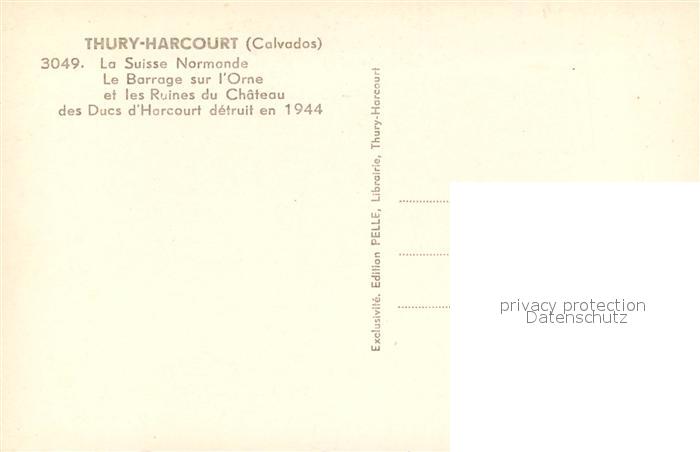 THURY-HARCOURT (Calvados)
3049. La Suisse Normande
Le Barrage sur l'Orne
et les Ruines du Château
des Ducs d'Harcourt détruit en 1944
Exclusivité. Edition PELLE, Librairie, Thury-Harcourt
privacy protection
Datenschutz